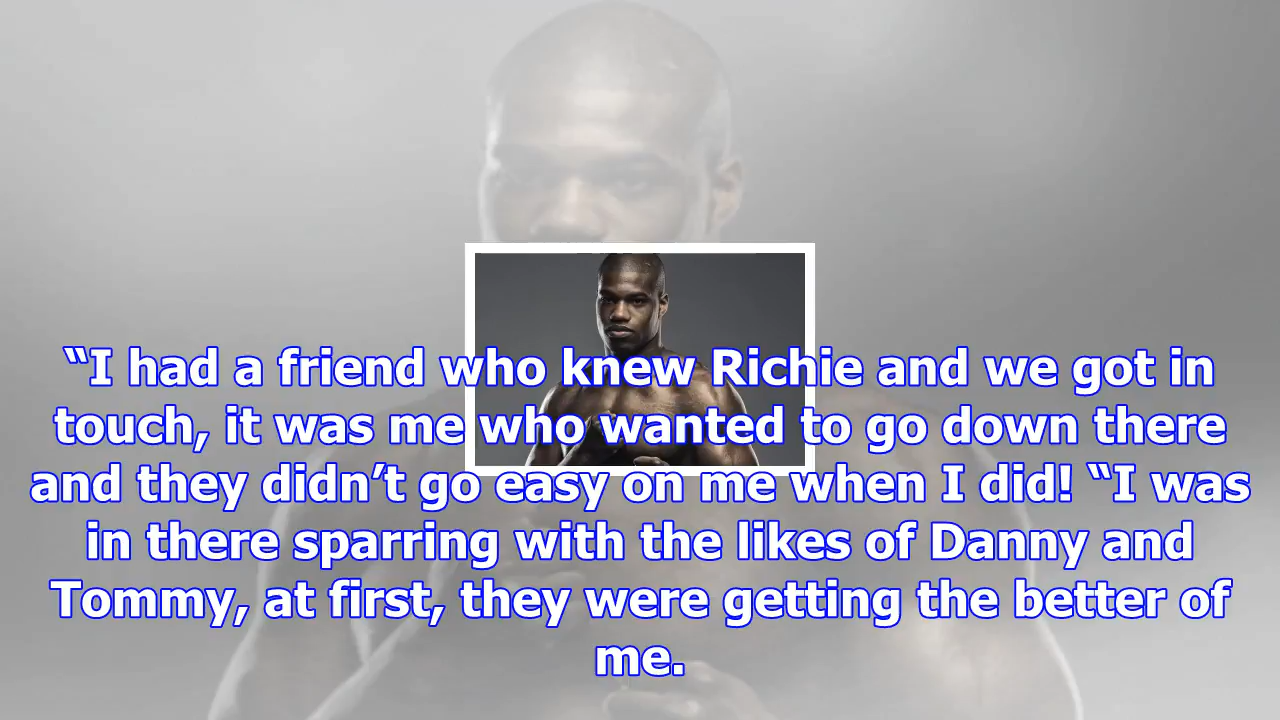 “I had a friend who knew Richie and we got in
touch, it was me who wanted to go down there
and they didn’t go easy on me when I did! “I was
in there sparring with the likes of Danny and
Tommy, at first, they were getting the better of
me.